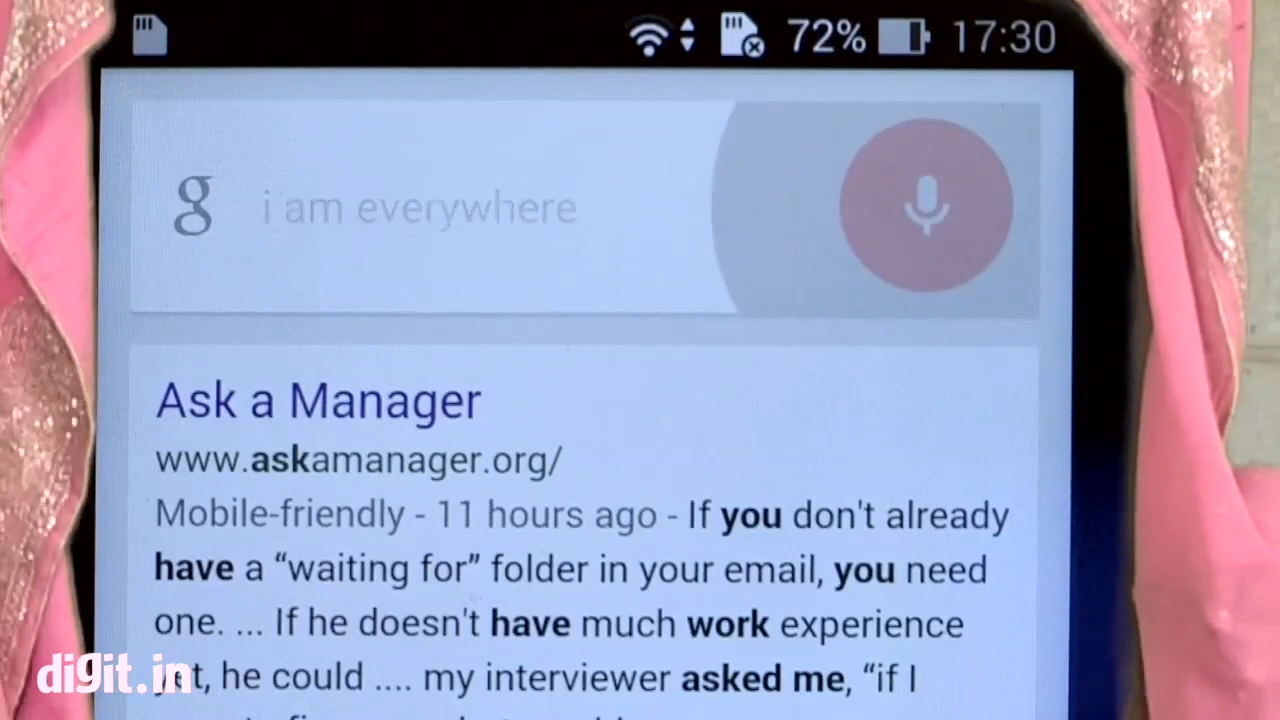 72% 17:30
g i am everywhere
Ask a Manager
www.askamanager.org/
Mobile-friendly - 11 hours ago - If you don't already
have a “waiting for” folder in your email, you need
one. ... If he doesn't have much work experience
yet, he could .... my interviewer asked me, “if I
digit.in